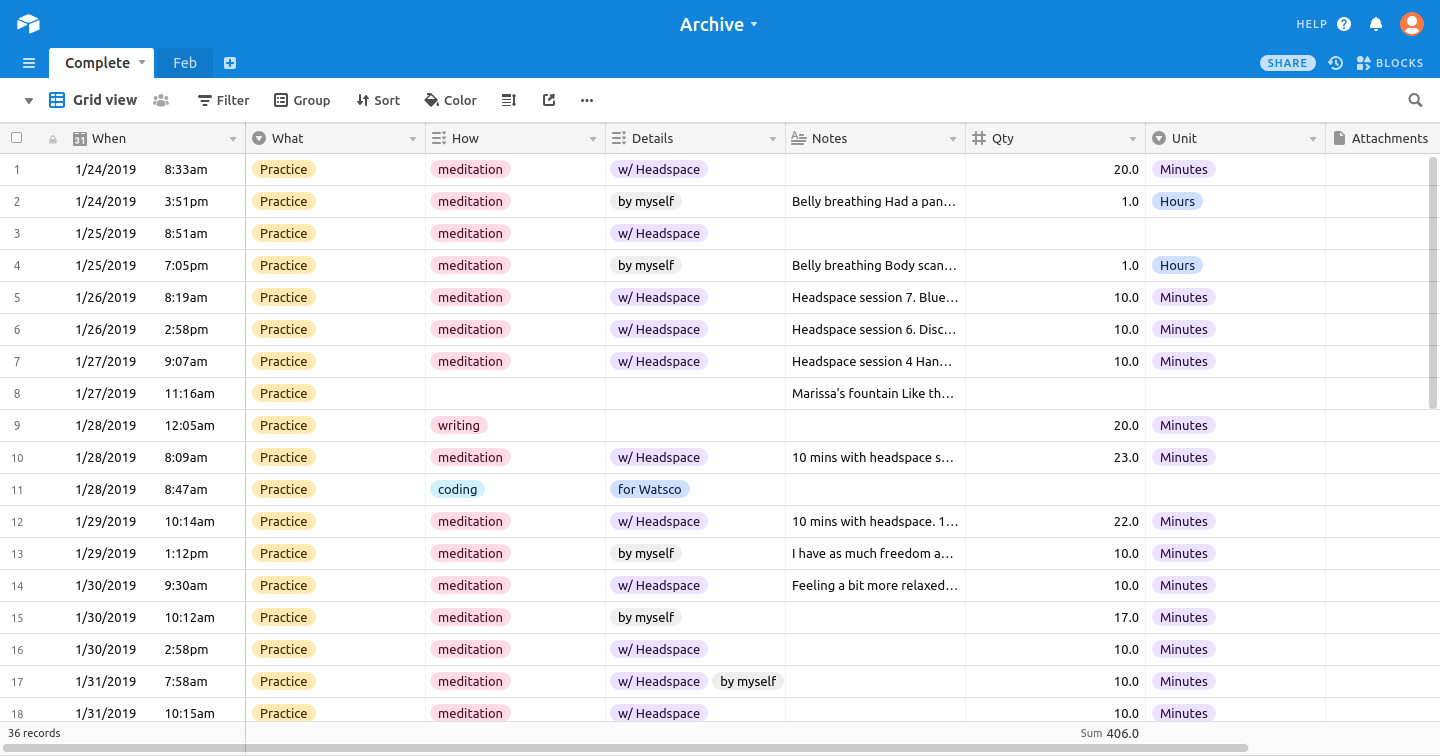 Archive
HELP
Complete Feb
SHARE BLOCKS
Grid view Filter Group Sort Color
31 When What How Details Notes Qty Unit Attachments
1 1/24/2019 8:33am Practice meditation w/ Headspace 20.0 Minutes
2 1/24/2019 3:51pm Practice meditation by myself Belly breathing Had a pan… 1.0 Hours
3 1/25/2019 8:51am Practice meditation w/ Headspace
4 1/25/2019 7:05pm Practice meditation by myself Belly breathing Body scan… 1.0 Hours
5 1/26/2019 8:19am Practice meditation w/ Headspace Headspace session 7. Blue… 10.0 Minutes
6 1/26/2019 2:58pm Practice meditation w/ Headspace Headspace session 6. Disc… 10.0 Minutes
7 1/27/2019 9:07am Practice meditation w/ Headspace Headspace session 4 Han… 10.0 Minutes
8 1/27/2019 11:16am Practice Marissa's fountain Like th…
9 1/28/2019 12:05am Practice writing 20.0 Minutes
10 1/28/2019 8:09am Practice meditation w/ Headspace 10 mins with headspace s… 23.0 Minutes
11 1/28/2019 8:47am Practice coding for Watsco
12 1/29/2019 10:14am Practice meditation w/ Headspace 10 mins with headspace. 1… 22.0 Minutes
13 1/29/2019 1:12pm Practice meditation by myself I have as much freedom a… 10.0 Minutes
14 1/30/2019 9:30am Practice meditation w/ Headspace Feeling a bit more relaxed… 10.0 Minutes
15 1/30/2019 10:12am Practice meditation by myself 17.0 Minutes
16 1/30/2019 2:58pm Practice meditation w/ Headspace 10.0 Minutes
17 1/31/2019 7:58am Practice meditation w/ Headspace by myself 10.0 Minutes
18 1/31/2019 10:15am Practice meditation w/ Headspace 10.0 Minutes
36 records Sum 406.0